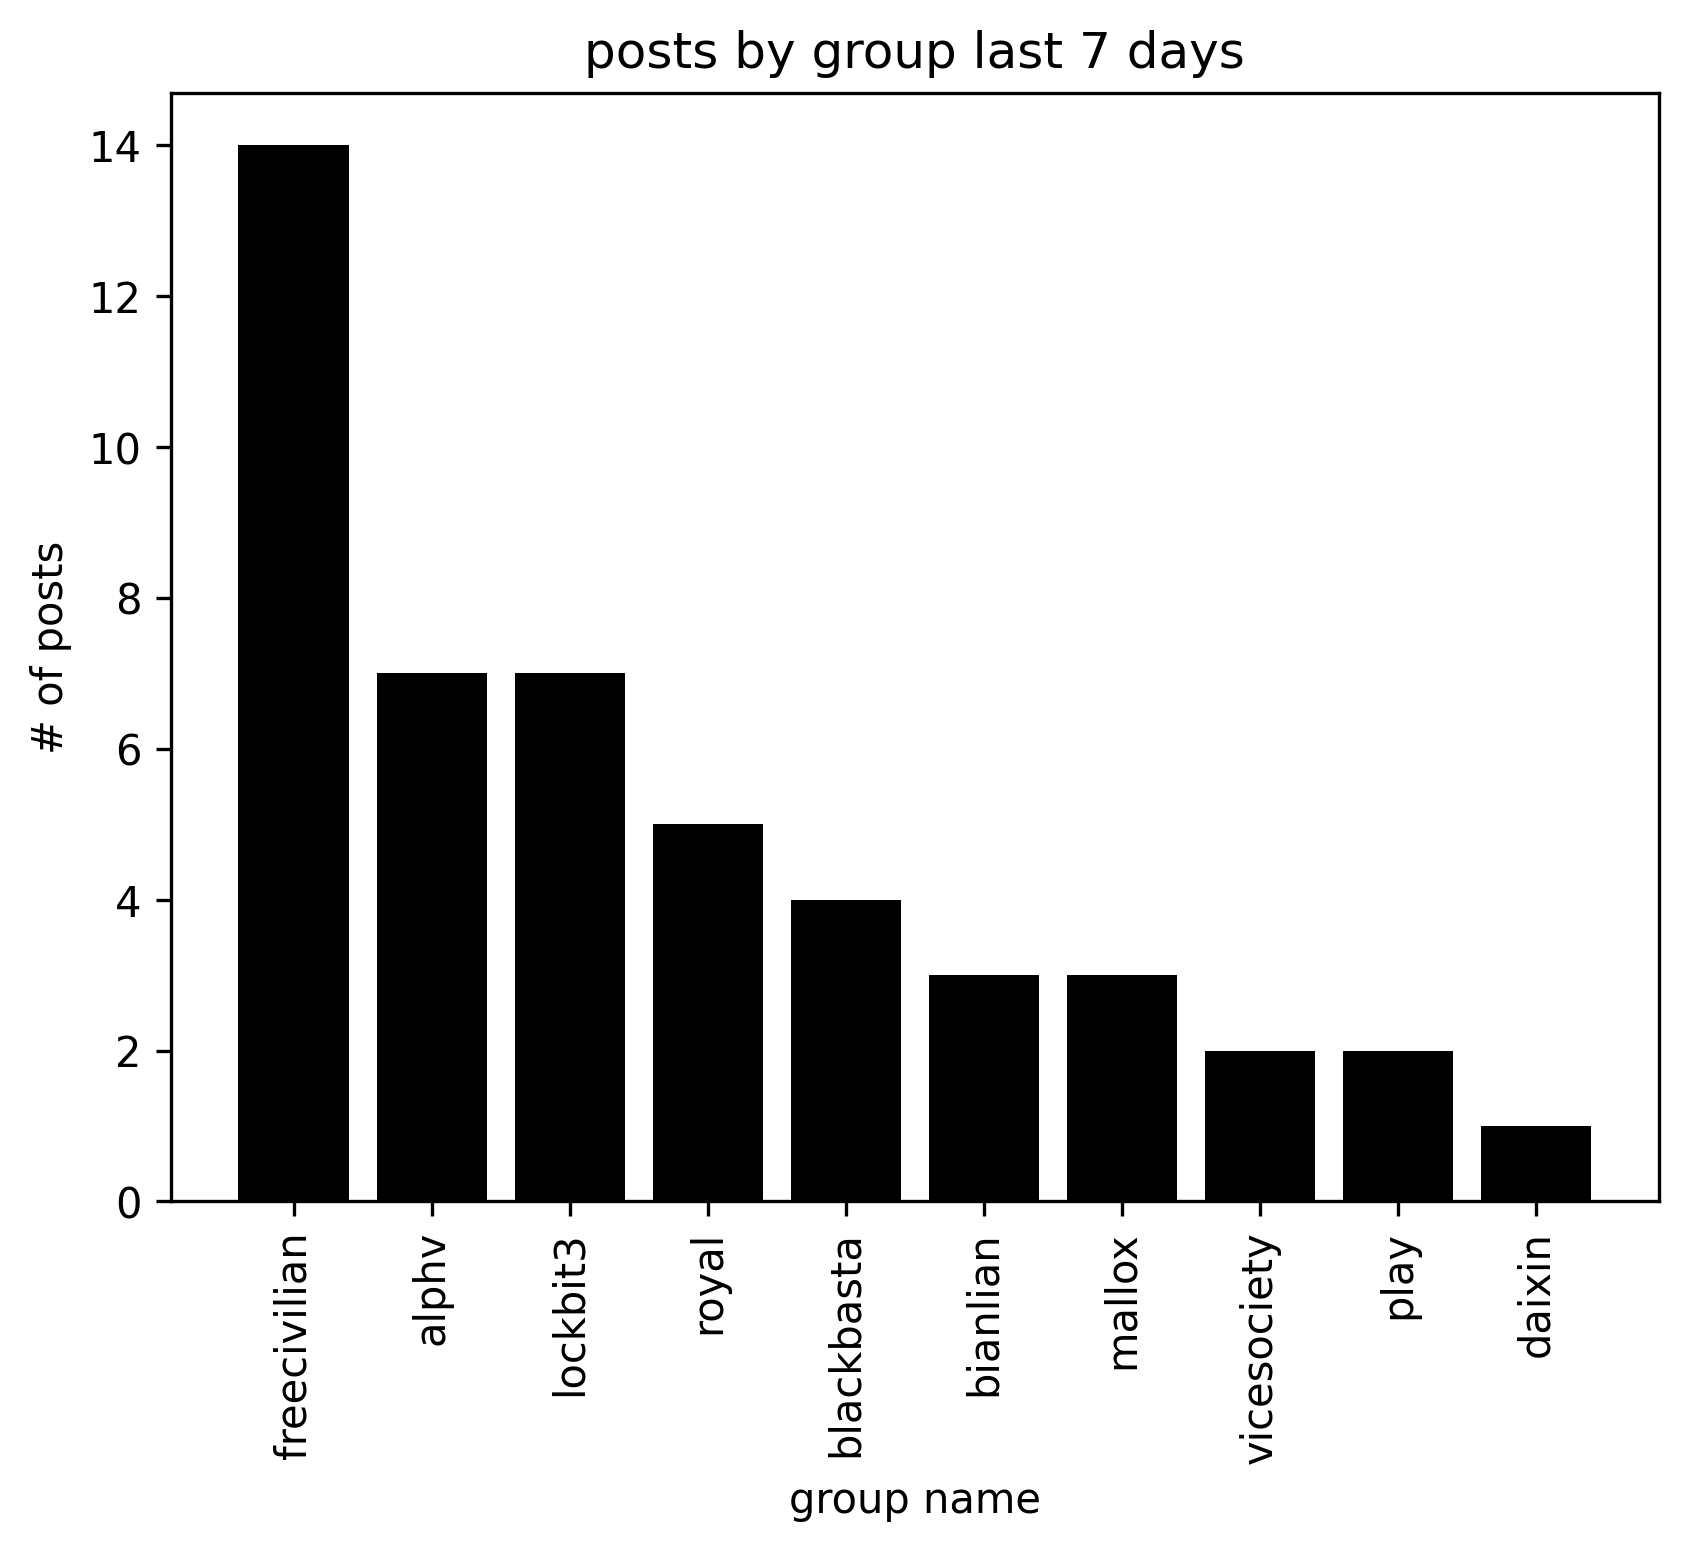 posts by group last 7 days
# of posts
14
12
10
8
6
4
2
0
freecivilian
alphv
lockbit3
royal
blackbasta
bianlian
mallox
vicesociety
play
daixin
group name